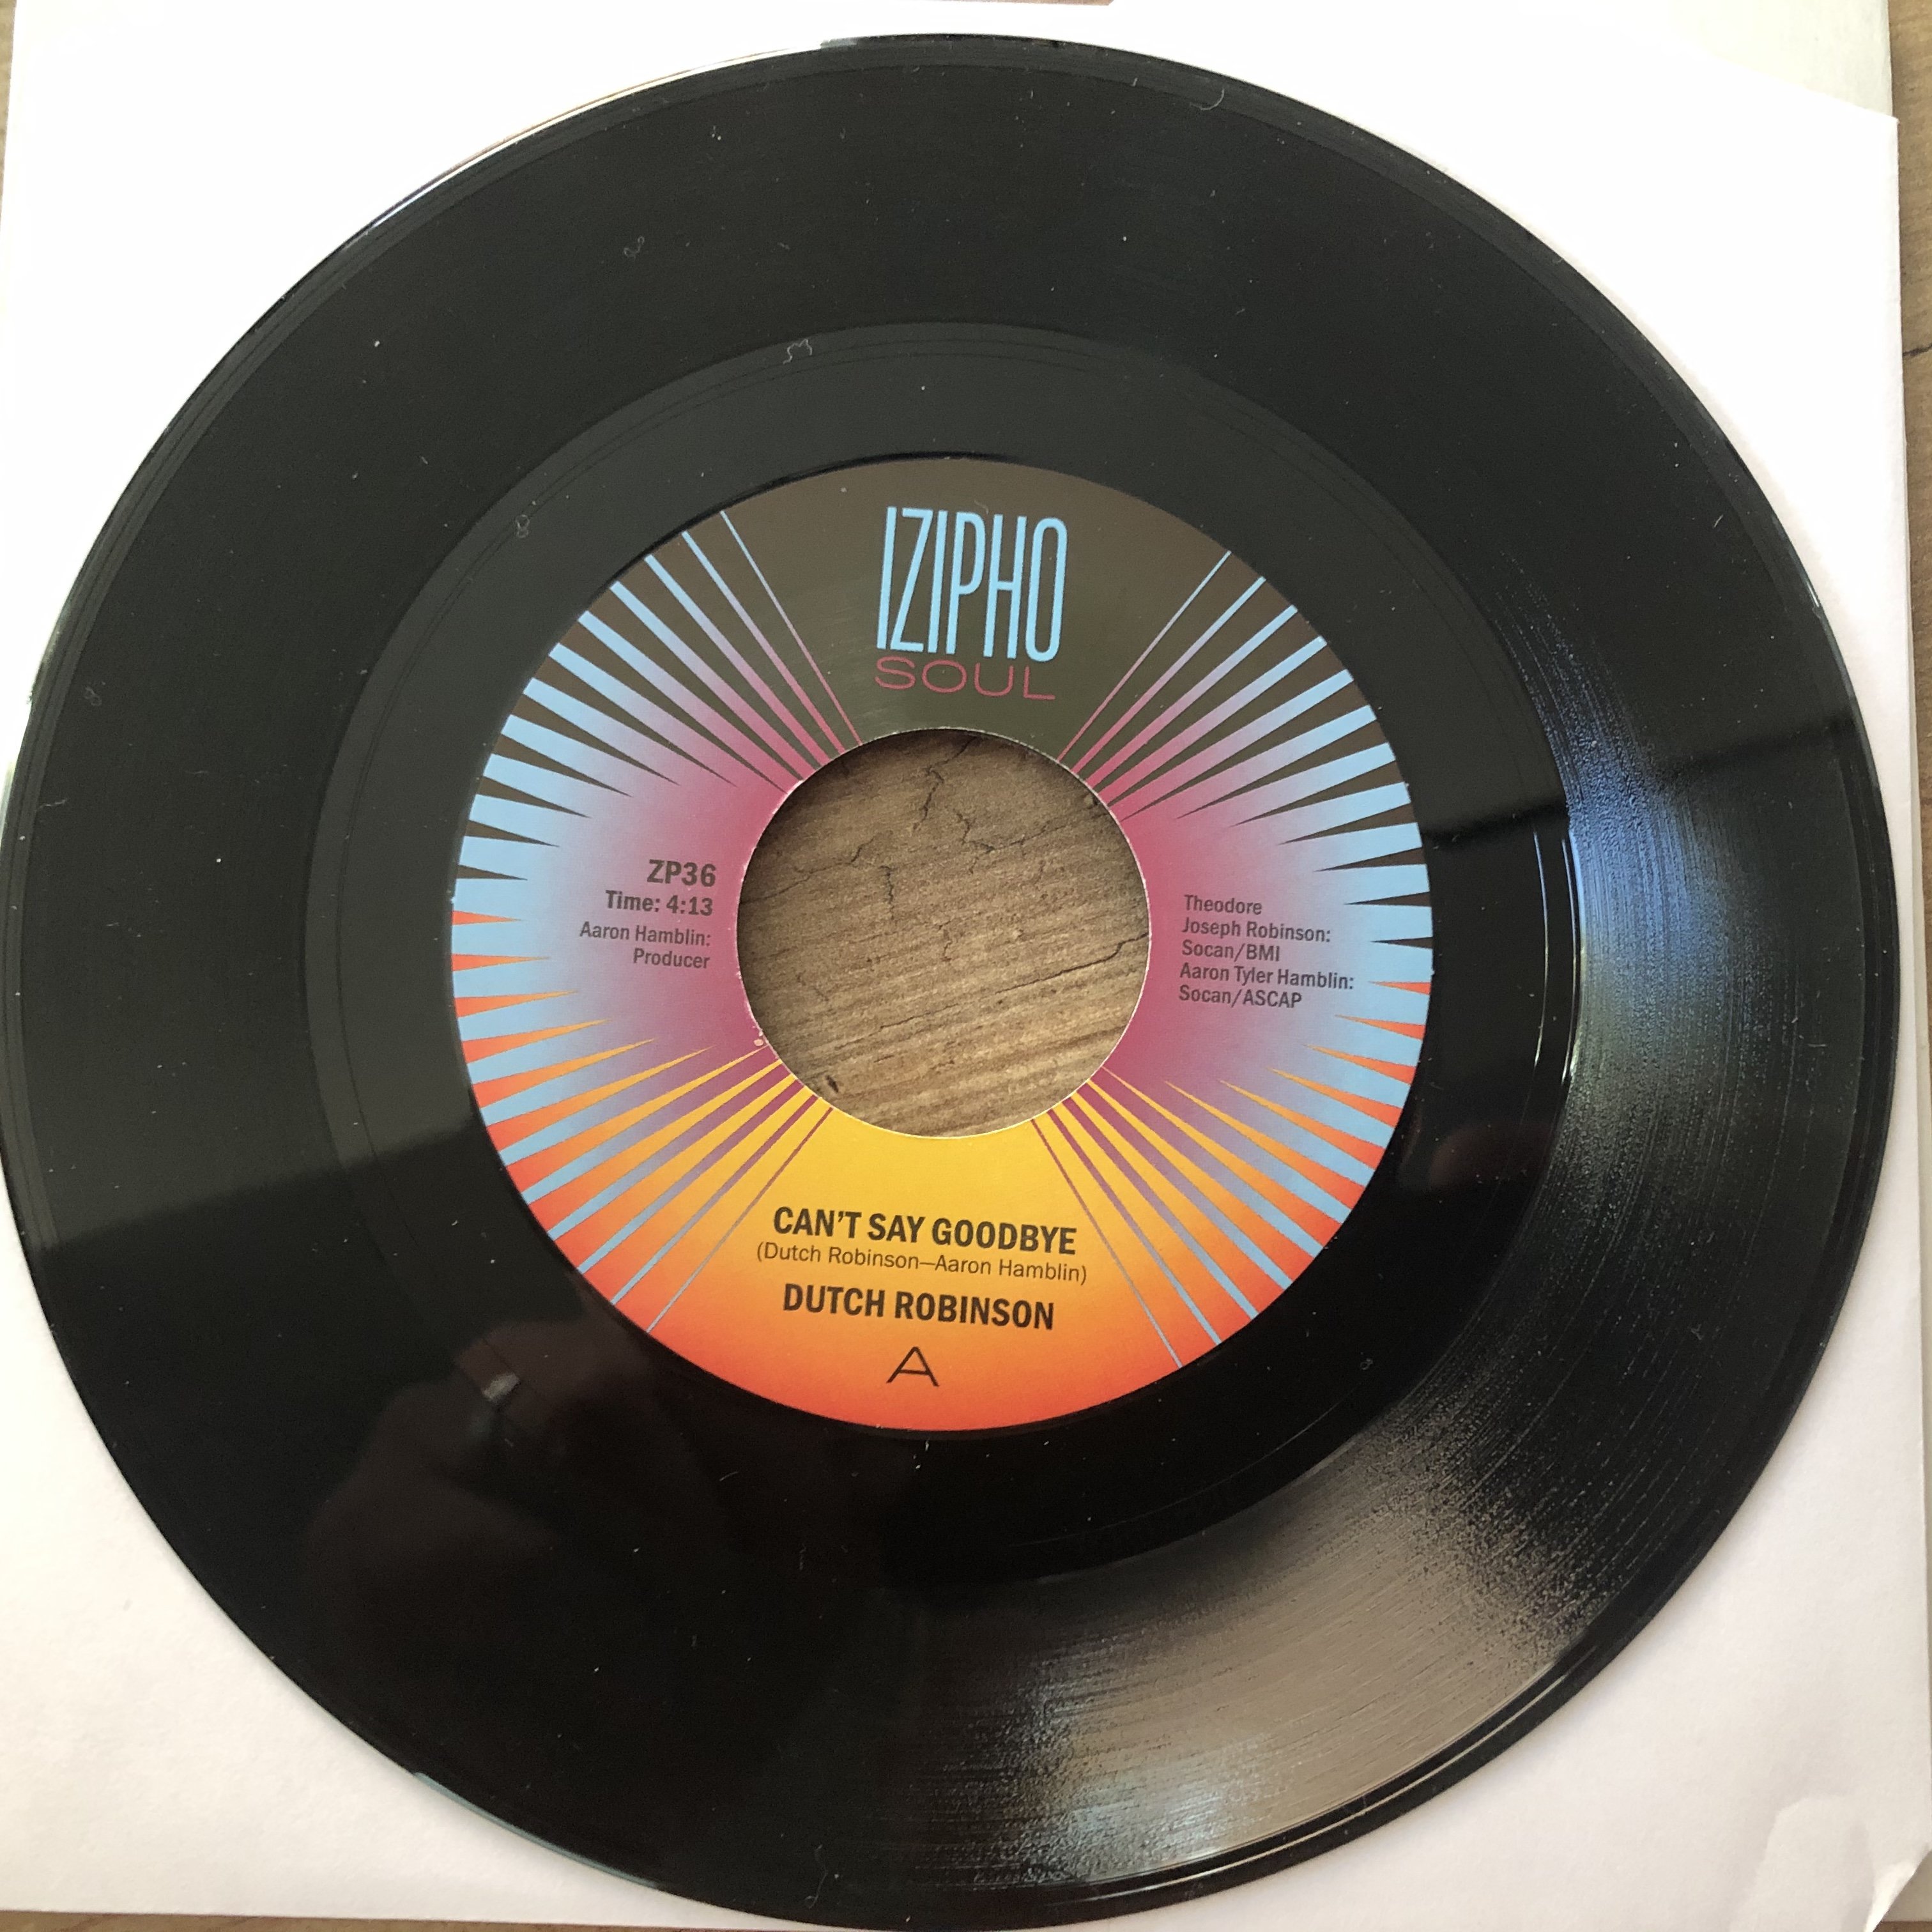 IZIPHO
SOUL
ZP36
Time: 4:13
Aaron Hamblin:
Producer
Theodore
Joseph Robinson:
Socan/BMI
Aaron Tyler Hamblin:
Socan/ASCAP
CAN'T SAY GOODBYE
(Dutch Robinson—Aaron Hamblin)
DUTCH ROBINSON
A